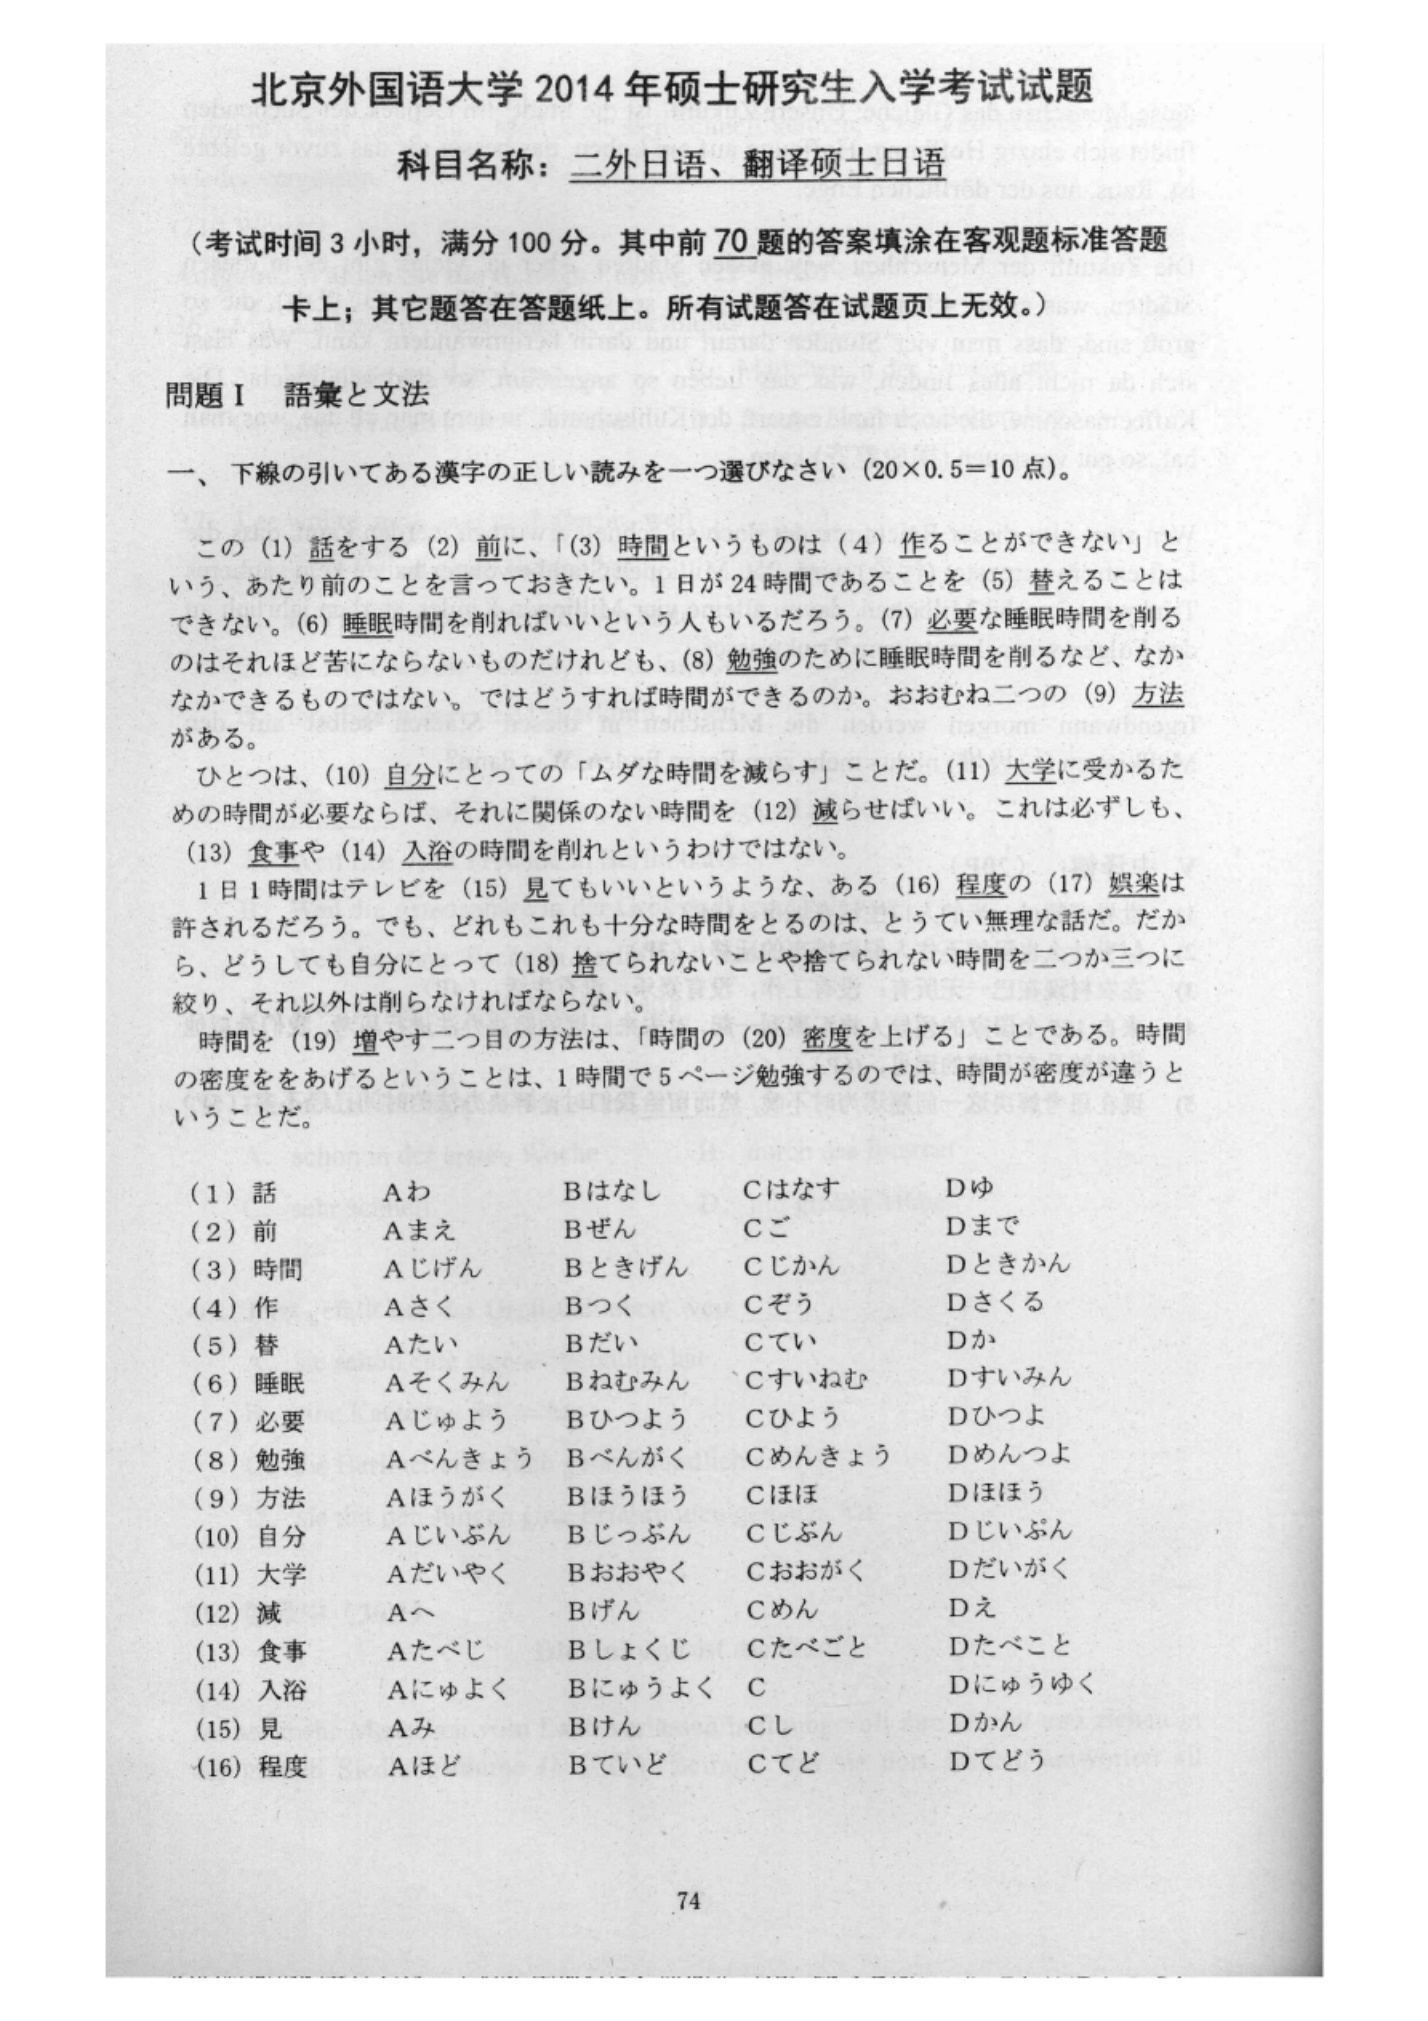 北京外国语大学 2014 年硕士研究生入学考试试题
科目名称：二外日语、翻译硕士日语
（考试时间 3 小时，满分 100 分。其中前 70 题的答案填涂在客观题标准答题
卡上；其它题答在答题纸上。所有试题答在试题页上无效。）
問題Ⅰ　語彙と文法
一、 下線の引いてある漢字の正しい読みを一つ選びなさい（20×0.5=10 点）。
この（1）話をする（2）前に、「（3）時間というものは（4）作ることができない」と
いう、あたり前のことを言っておきたい。1 日が 24 時間であることを（5）替えることは
できない。（6）睡眠時間を削ればいいという人もいるだろう。（7）必要な睡眠時間を削る
のはそれほど苦にならないものだけれども、（8）勉強のために睡眠時間を削るなど、なか
なかできるものではない。ではどうすれば時間ができるのか。おおむね二つの（9）方法
がある。
ひとつは、（10）自分にとっての「ムダな時間を減らす」ことだ。（11）大学に受かるた
めの時間が必要ならば、それに関係のない時間を（12）減らせばいい。これは必ずしも、
（13）食事や（14）入浴の時間を削れというわけではない。
1 日 1 時間はテレビを（15）見てもいいというような、ある（16）程度の（17）娯楽は
許されるだろう。でも、どれもこれも十分な時間をとるのは、とうてい無理な話だ。だか
ら、どうしても自分にとって（18）捨てられないことや捨てられない時間を二つか三つに
絞り、それ以外は削らなければならない。
時間を（19）増やす二つ目の方法は、「時間の（20）密度を上げる」ことである。時間
の密度ををあげるということは、1 時間で 5 ページ勉強するのでは、時間が密度が違うと
いうことだ。
（1）話 Aわ Bはなし Cはなす Dゆ
（2）前 Aまえ Bぜん Cご Dまで
（3）時間 Aじげん Bときげん Cじかん Dときかん
（4）作 Aさく Bつく Cぞう Dさくる
（5）替 Aたい Bだい Cてい Dか
（6）睡眠 Aそくみん Bねむみん Cすいねむ Dすいみん
（7）必要 Aじゅよう Bひつよう Cひよう Dひつよ
（8）勉強 Aべんきょう Bべんがく Cめんきょう Dめんつよ
（9）方法 Aほうがく Bほうほう Cほほ Dほほう
（10）自分 Aじいぶん Bじっぶん Cじぶん Dじいぷん
（11）大学 Aだいやく Bおおやく Cおおがく Dだいがく
（12）減 Aへ Bげん Cめん Dえ
（13）食事 Aたべじ Bしょくじ Cたべごと Dたべこと
（14）入浴 Aにゅよく Bにゅうよく C Dにゅうゆく
（15）見 Aみ Bけん Cし Dかん
（16）程度 Aほど Bていど Cてど Dてどう
74